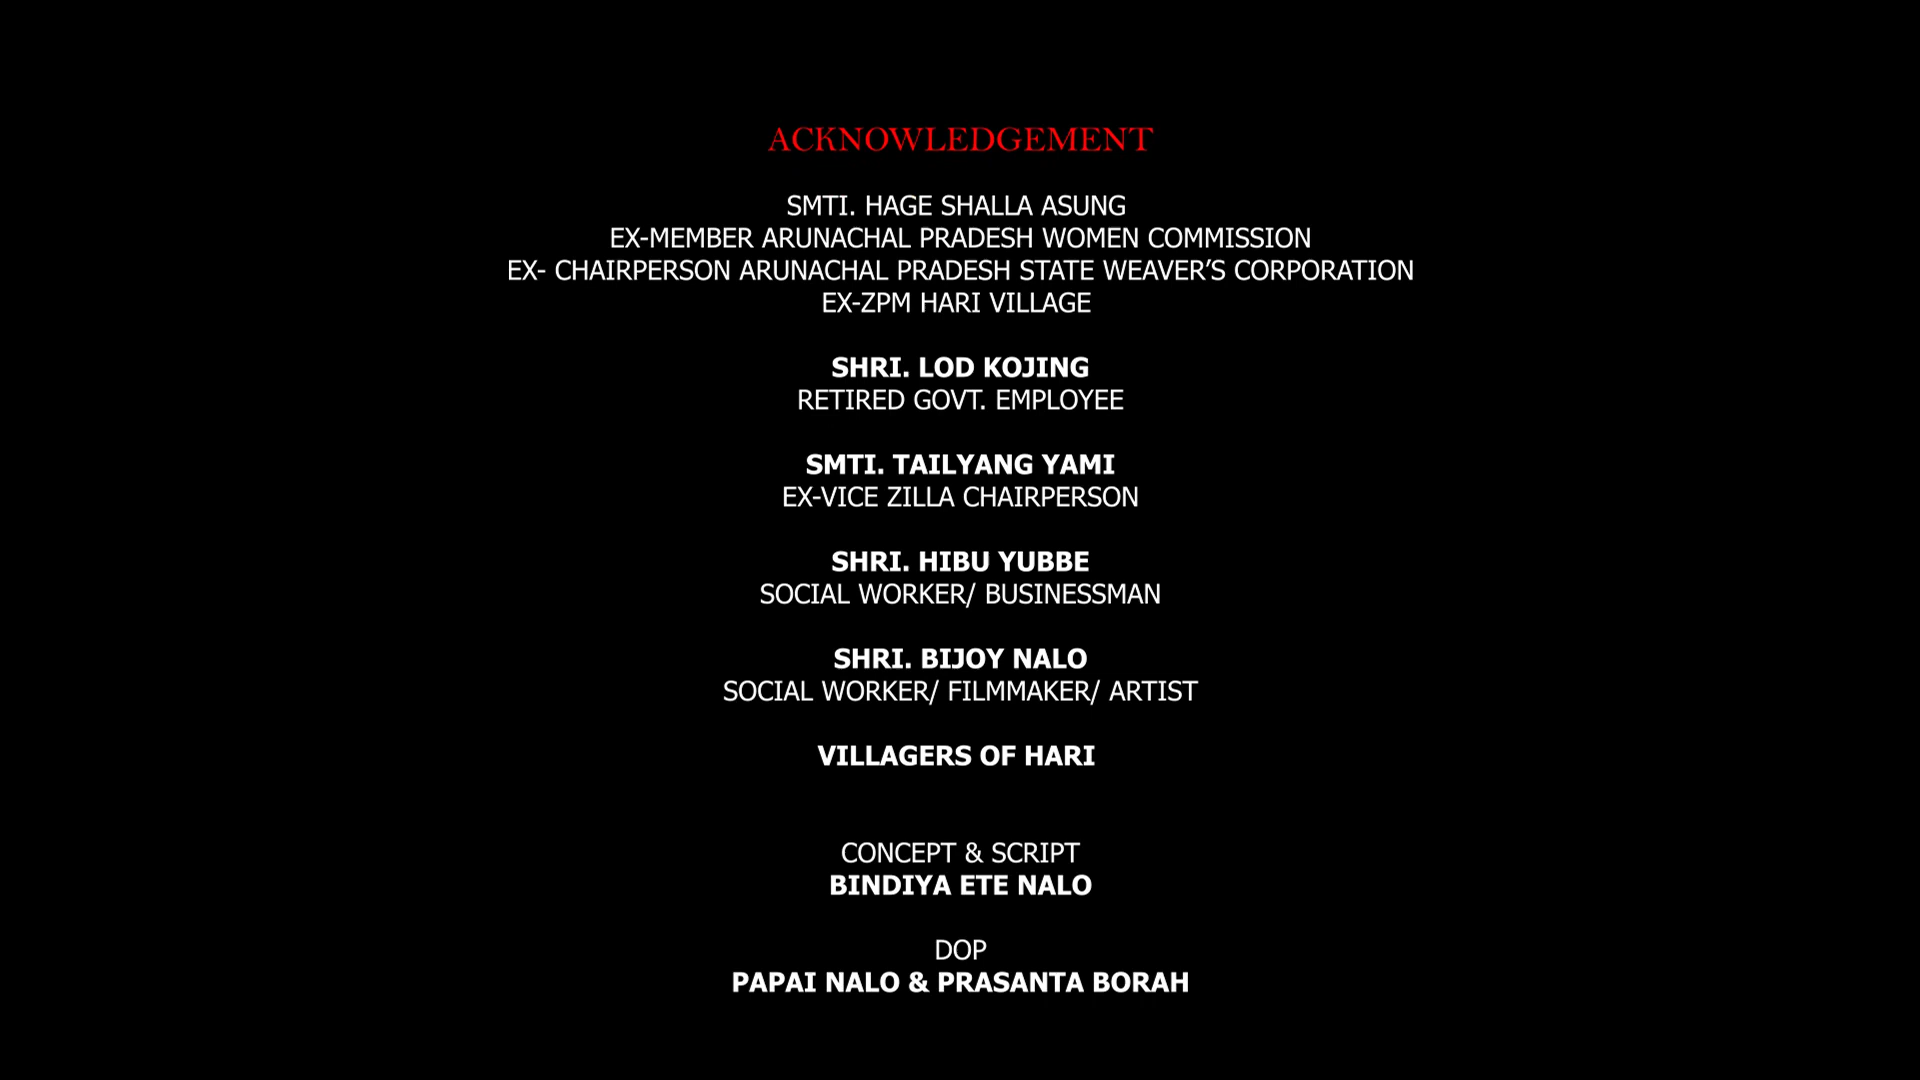 ACKNOWLEDGEMENT
SMTI. HAGE SHALLA ASUNG
EX-MEMBER ARUNACHAL PRADESH WOMEN COMMISSION
EX- CHAIRPERSON ARUNACHAL PRADESH STATE WEAVER’S CORPORATION
EX-ZPM HARI VILLAGE
SHRI. LOD KOJING
RETIRED GOVT. EMPLOYEE
SMTI. TAILYANG YAMI
EX-VICE ZILLA CHAIRPERSON
SHRI. HIBU YUBBE
SOCIAL WORKER/ BUSINESSMAN
SHRI. BIJOY NALO
SOCIAL WORKER/ FILMMAKER/ ARTIST
VILLAGERS OF HARI
CONCEPT & SCRIPT
BINDIYA ETE NALO
DOP
PAPAI NALO & PRASANTA BORAH